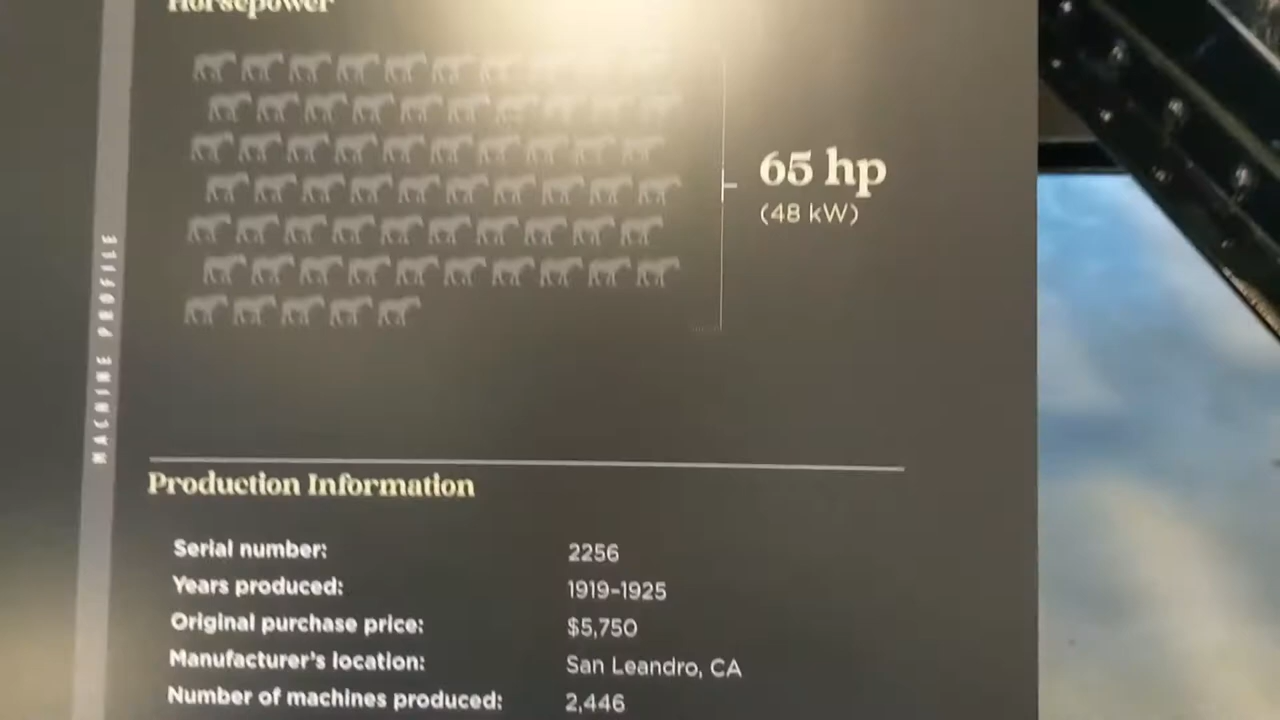 Horsepower
65 hp
(48 kW)
MACHINE PROFILE
Production Information
Serial number: 2256
Years produced: 1919-1925
Original purchase price: $5,750
Manufacturer's location: San Leandro, CA
Number of machines produced: 2,446